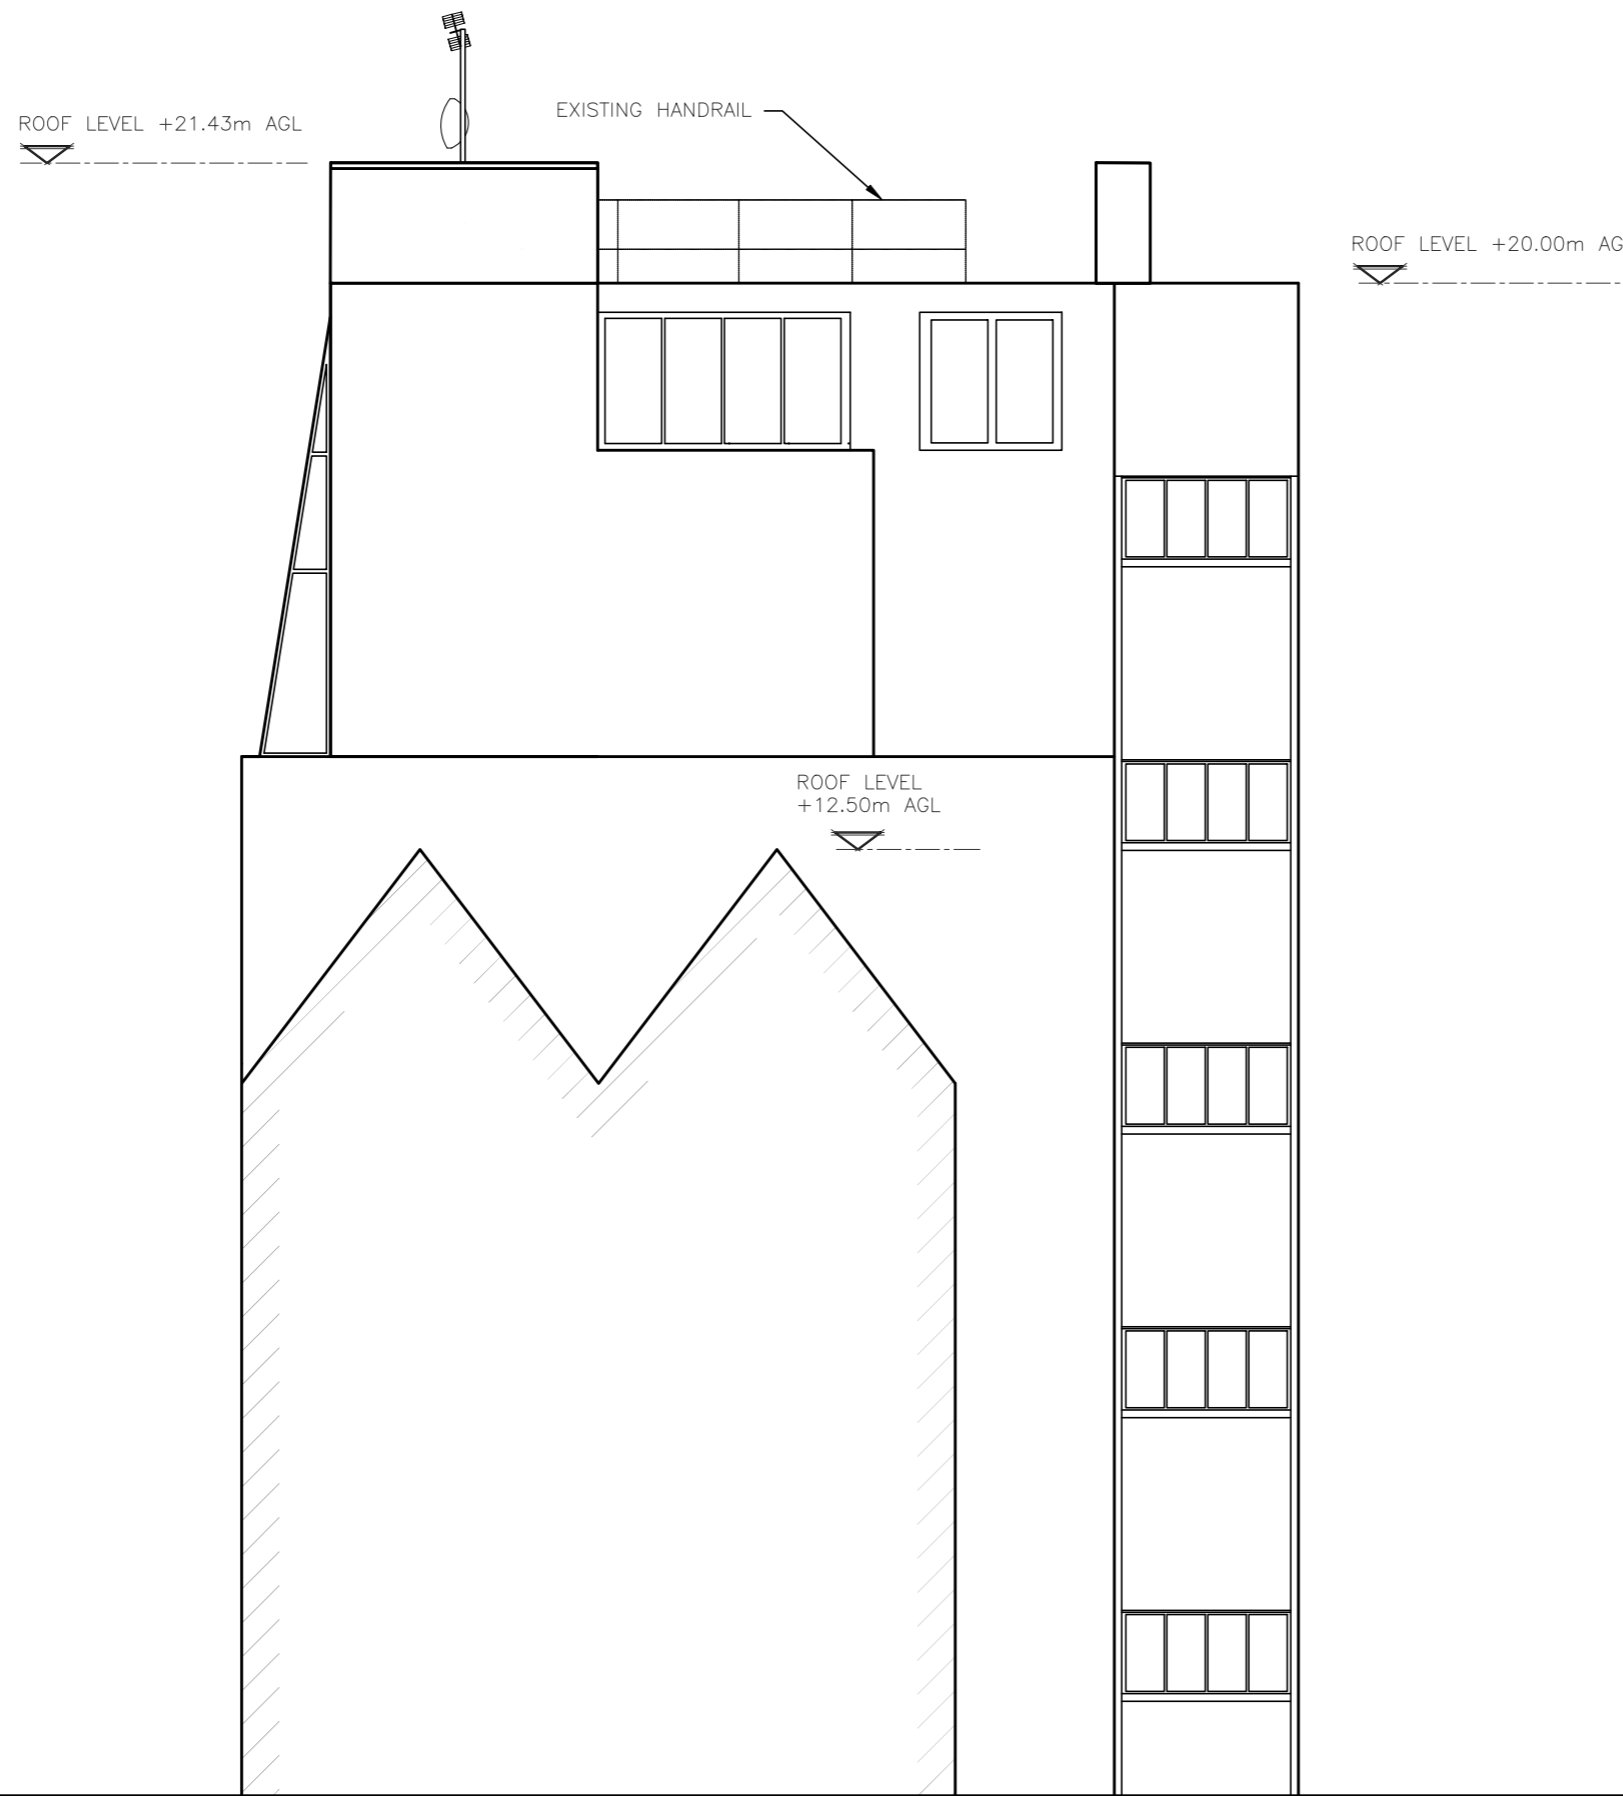 ROOF LEVEL +21.43m AGL
EXISTING HANDRAIL
ROOF LEVEL +20.00m AG
ROOF LEVEL
+12.50m AGL